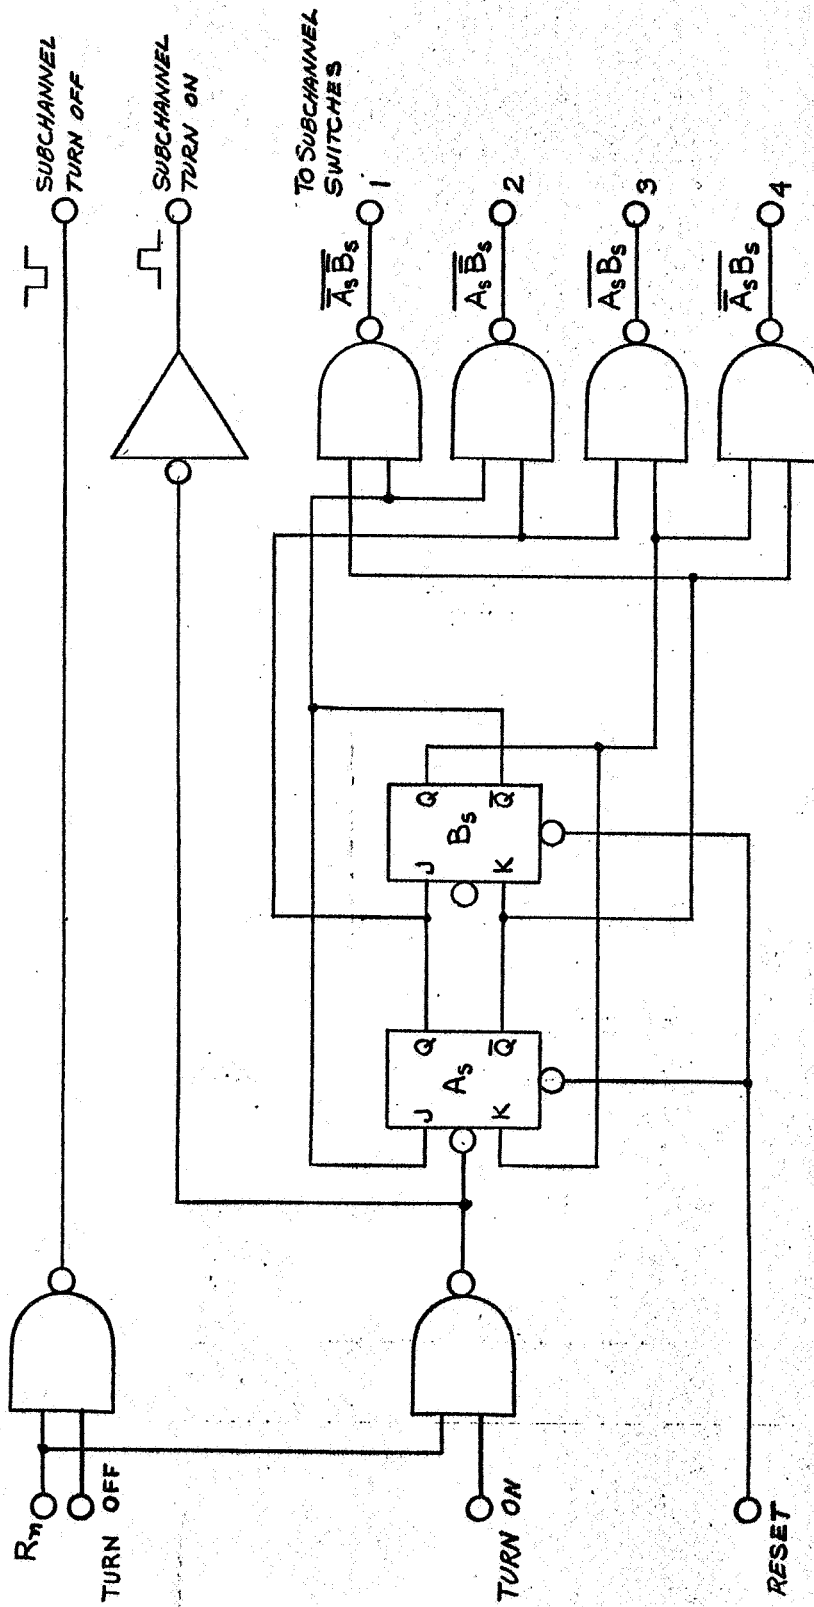 SUBCHANNEL
TURN OFF
SUBCHANNEL
TURN ON
TO SUBCHANNEL
SWITCHES
1
2
3
4
A̅s̅B̅s̅
AsB̅s̅
AsBs
A̅s̅Bs
Q
Q̅
Bs
J
K
Q
Q̅
As
J
K
Rn
TURN OFF
TURN ON
RESET